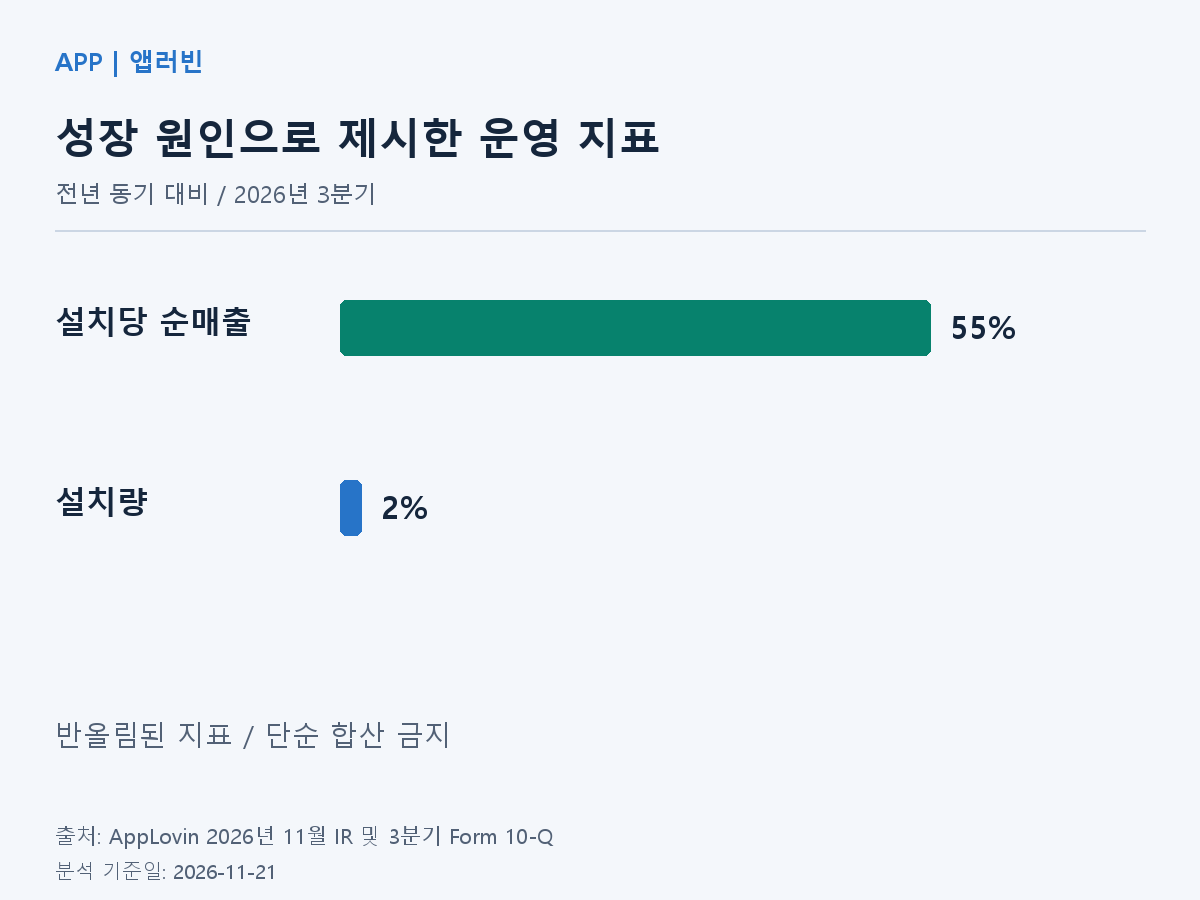 APP | 앱러빈
성장 원인으로 제시한 운영 지표
전년 동기 대비 / 2026년 3분기
설치당 순매출
55%
설치량
2%
반올림된 지표 / 단순 합산 금지
출처: AppLovin 2026년 11월 IR 및 3분기 Form 10-Q
분석 기준일: 2026-11-21